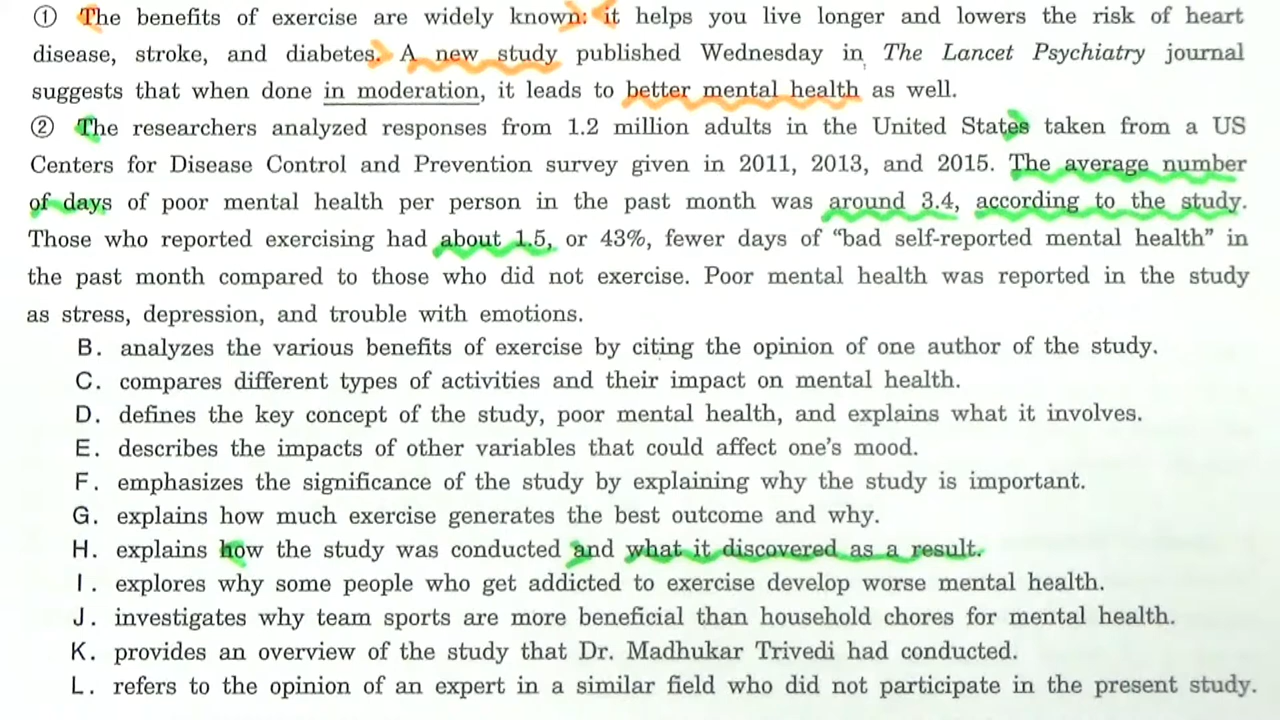 ① The benefits of exercise are widely known: it helps you live longer and lowers the risk of heart
disease, stroke, and diabetes. A new study published Wednesday in The Lancet Psychiatry journal
suggests that when done in moderation, it leads to better mental health as well.
② The researchers analyzed responses from 1.2 million adults in the United States taken from a US
Centers for Disease Control and Prevention survey given in 2011, 2013, and 2015. The average number
of days of poor mental health per person in the past month was around 3.4, according to the study.
Those who reported exercising had about 1.5, or 43%, fewer days of “bad self-reported mental health” in
the past month compared to those who did not exercise. Poor mental health was reported in the study
as stress, depression, and trouble with emotions.
B. analyzes the various benefits of exercise by citing the opinion of one author of the study.
C. compares different types of activities and their impact on mental health.
D. defines the key concept of the study, poor mental health, and explains what it involves.
E. describes the impacts of other variables that could affect one’s mood.
F. emphasizes the significance of the study by explaining why the study is important.
G. explains how much exercise generates the best outcome and why.
H. explains how the study was conducted and what it discovered as a result.
I. explores why some people who get addicted to exercise develop worse mental health.
J. investigates why team sports are more beneficial than household chores for mental health.
K. provides an overview of the study that Dr. Madhukar Trivedi had conducted.
L. refers to the opinion of an expert in a similar field who did not participate in the present study.